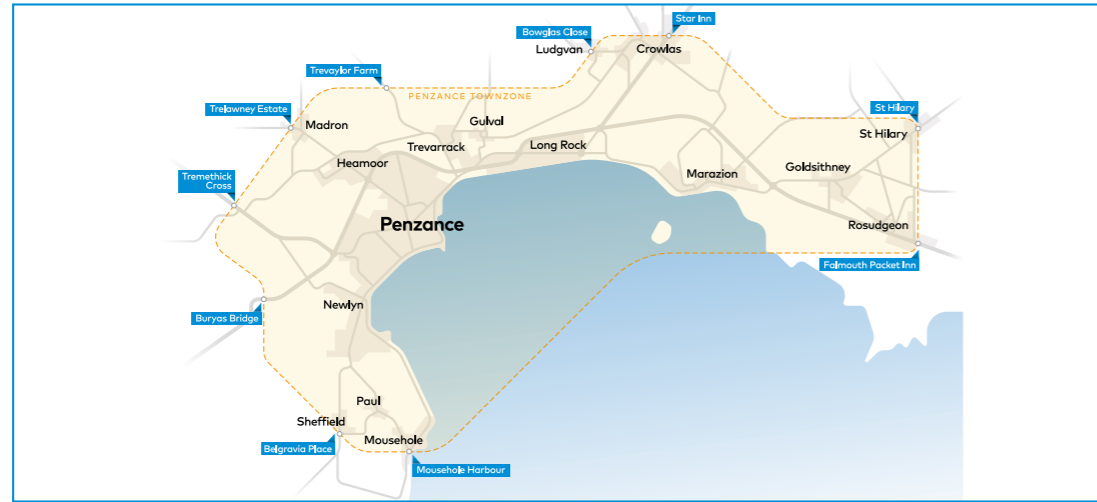 Star Inn
Bowglas Close
Ludgvan
Crowlas
Trevaylor Farm
PENZANCE TOWNZONE
Trelawney Estate
St Hilary
Madron
Gulval
St Hilary
Trevarrack
Long Rock
Heamoor
Goldsithney
Marazion
Tremethick
Cross
Penzance
Rosudgeon
Falmouth Packet Inn
Newlyn
Buryas Bridge
Paul
Sheffield
Mousehole
Belgravia Place
Mousehole Harbour